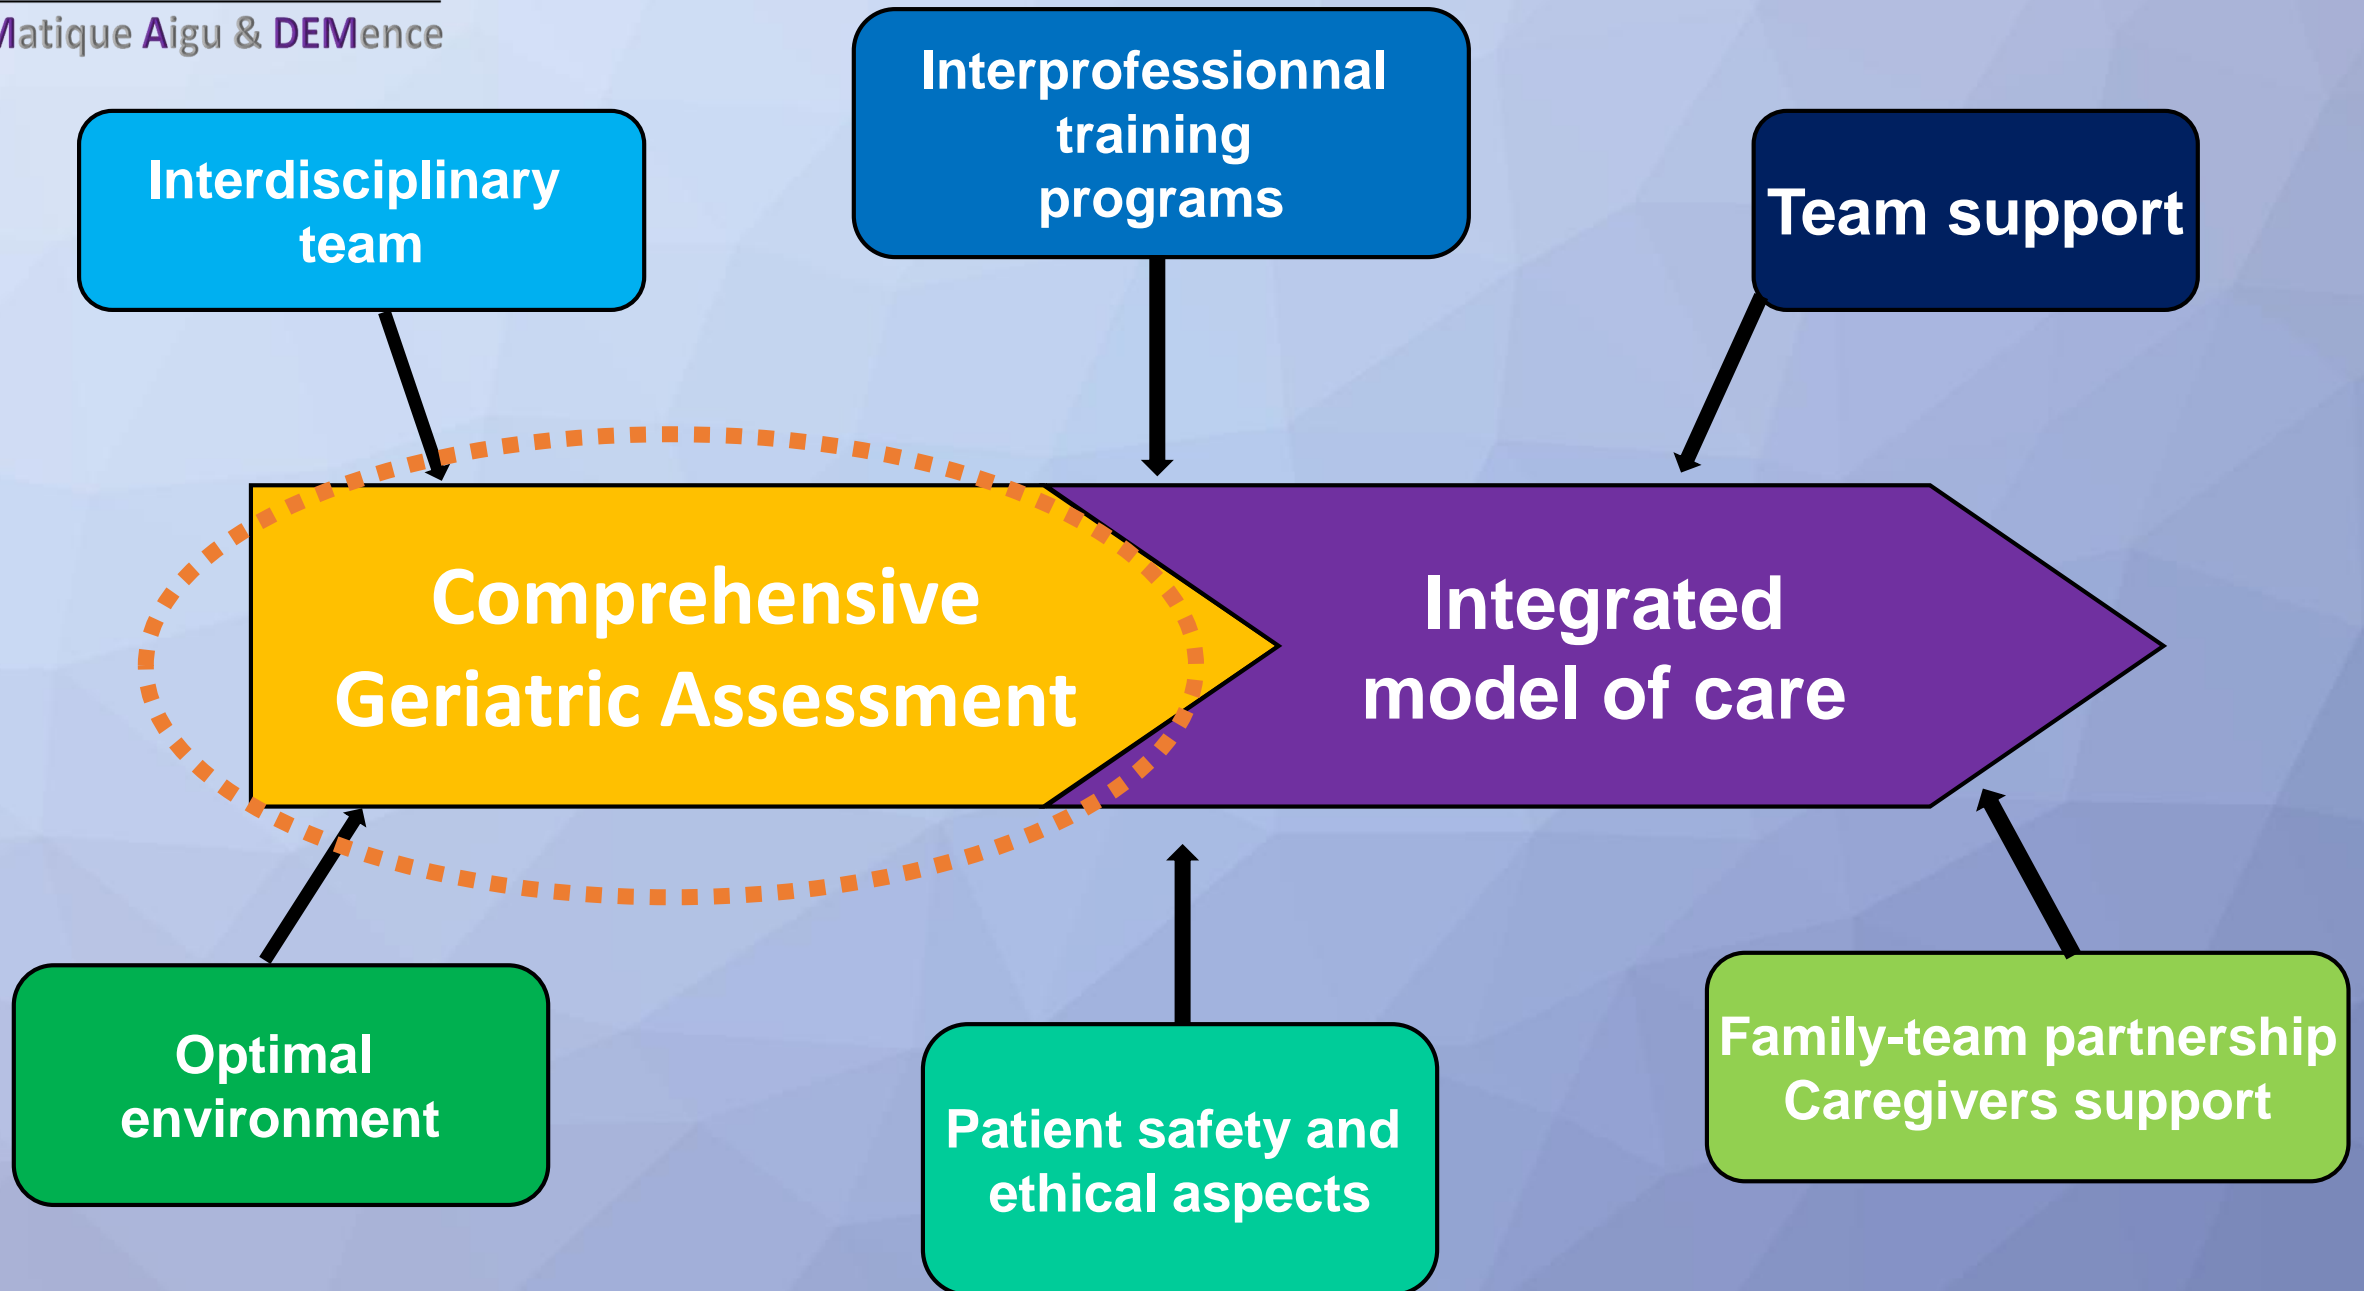 Matique Aigu & DEMence
Interprofessionnal
training
programs
Interdisciplinary
team
Team support
Comprehensive
Geriatric Assessment
Integrated
model of care
Optimal
environment
Patient safety and
ethical aspects
Family-team partnership
Caregivers support